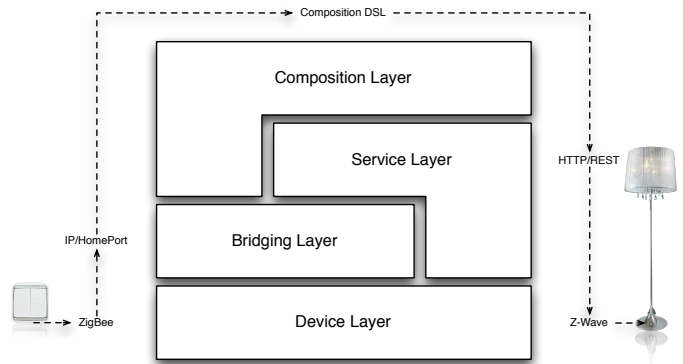 Composition DSL
Composition Layer
Service Layer
HTTP/REST
IP/HomePort
Bridging Layer
ZigBee
Device Layer
Z-Wave